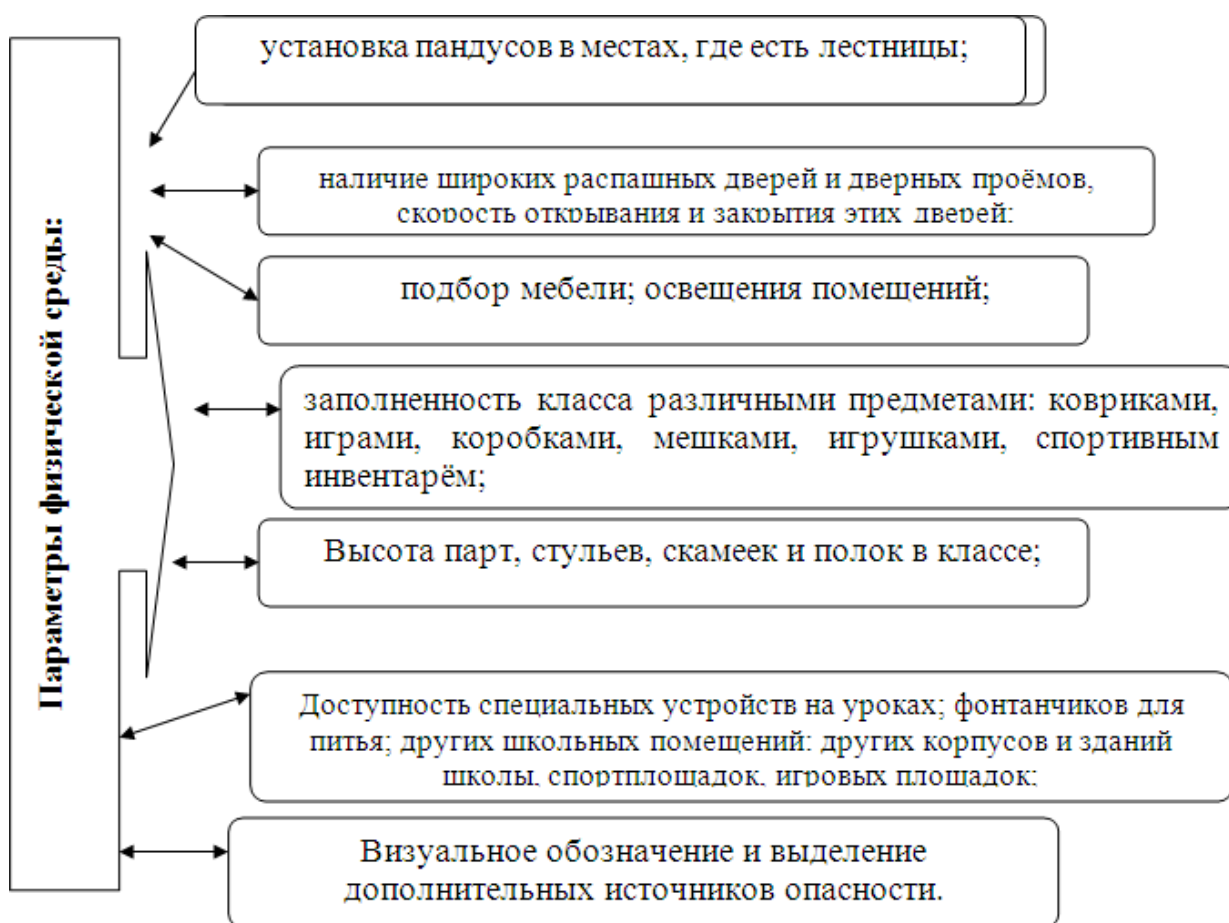 Параметры физической среды:
установка пандусов в местах, где есть лестницы;
наличие широких распашных дверей и дверных проёмов,
скорость открывания и закрытия этих дверей;
подбор мебели; освещения помещений;
заполненность класса различными предметами: ковриками,
играми, коробками, мешками, игрушками, спортивным
инвентарём;
Высота парт, стульев, скамеек и полок в классе;
Доступность специальных устройств на уроках; фонтанчиков для
питья; других школьных помещений: других корпусов и зданий
школы, спортплощадок, игровых площадок;
Визуальное обозначение и выделение
дополнительных источников опасности.